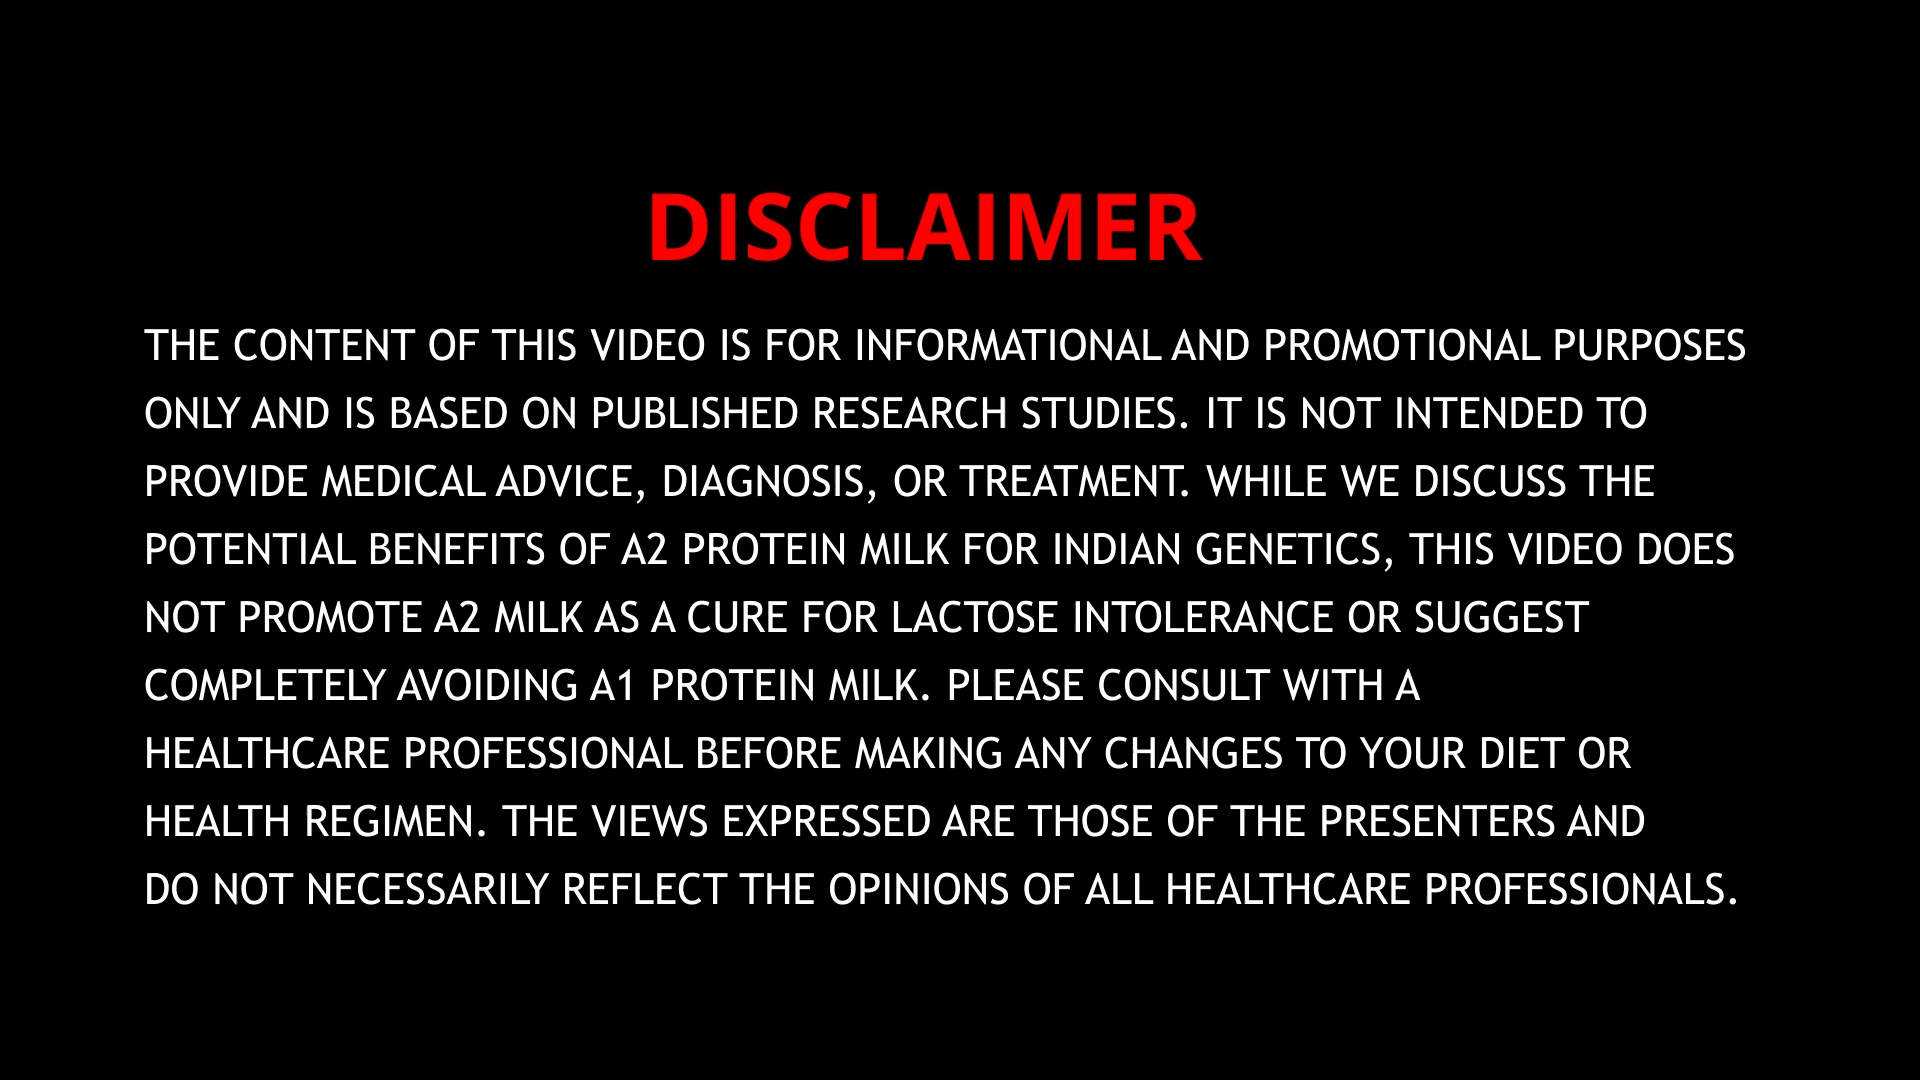 DISCLAIMER
THE CONTENT OF THIS VIDEO IS FOR INFORMATIONAL AND PROMOTIONAL PURPOSES
ONLY AND IS BASED ON PUBLISHED RESEARCH STUDIES. IT IS NOT INTENDED TO
PROVIDE MEDICAL ADVICE, DIAGNOSIS, OR TREATMENT. WHILE WE DISCUSS THE
POTENTIAL BENEFITS OF A2 PROTEIN MILK FOR INDIAN GENETICS, THIS VIDEO DOES
NOT PROMOTE A2 MILK AS A CURE FOR LACTOSE INTOLERANCE OR SUGGEST
COMPLETELY AVOIDING A1 PROTEIN MILK. PLEASE CONSULT WITH A
HEALTHCARE PROFESSIONAL BEFORE MAKING ANY CHANGES TO YOUR DIET OR
HEALTH REGIMEN. THE VIEWS EXPRESSED ARE THOSE OF THE PRESENTERS AND
DO NOT NECESSARILY REFLECT THE OPINIONS OF ALL HEALTHCARE PROFESSIONALS.